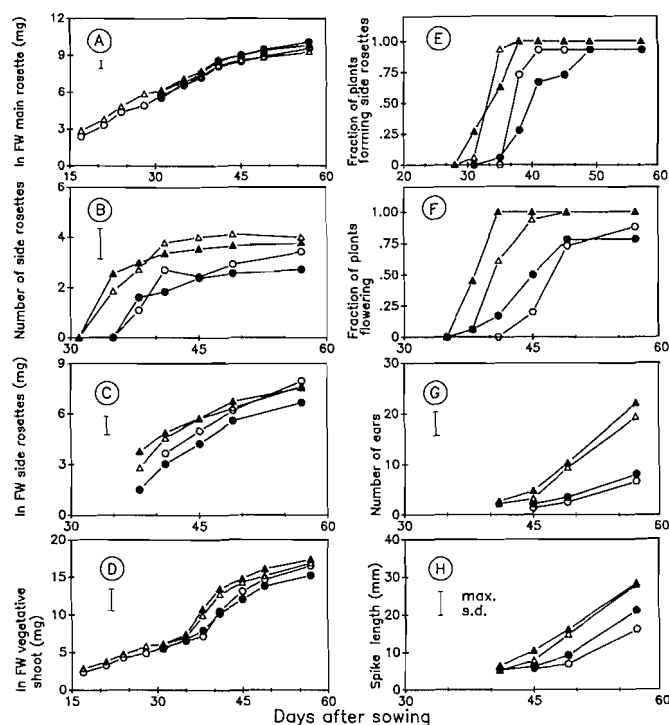 A
ln FW main rosette (mg)
12
9
6
3
0
15
30
45
60
B
Number of side rosettes
6
4
2
0
30
45
60
C
ln FW side rosettes (mg)
9
6
3
0
30
45
60
D
ln FW vegetative
shoot (mg)
20
15
10
5
0
15
30
45
60
E
Fraction of plants
forming side rosettes
1.00
.75
.50
.25
0
20
30
40
50
60
F
Fraction of plants
flowering
1.00
.75
.50
.25
0
30
45
60
G
Number of ears
30
20
10
0
30
45
60
H
max.
s.d.
Spike length (mm)
40
30
20
10
0
30
45
60
Days after sowing